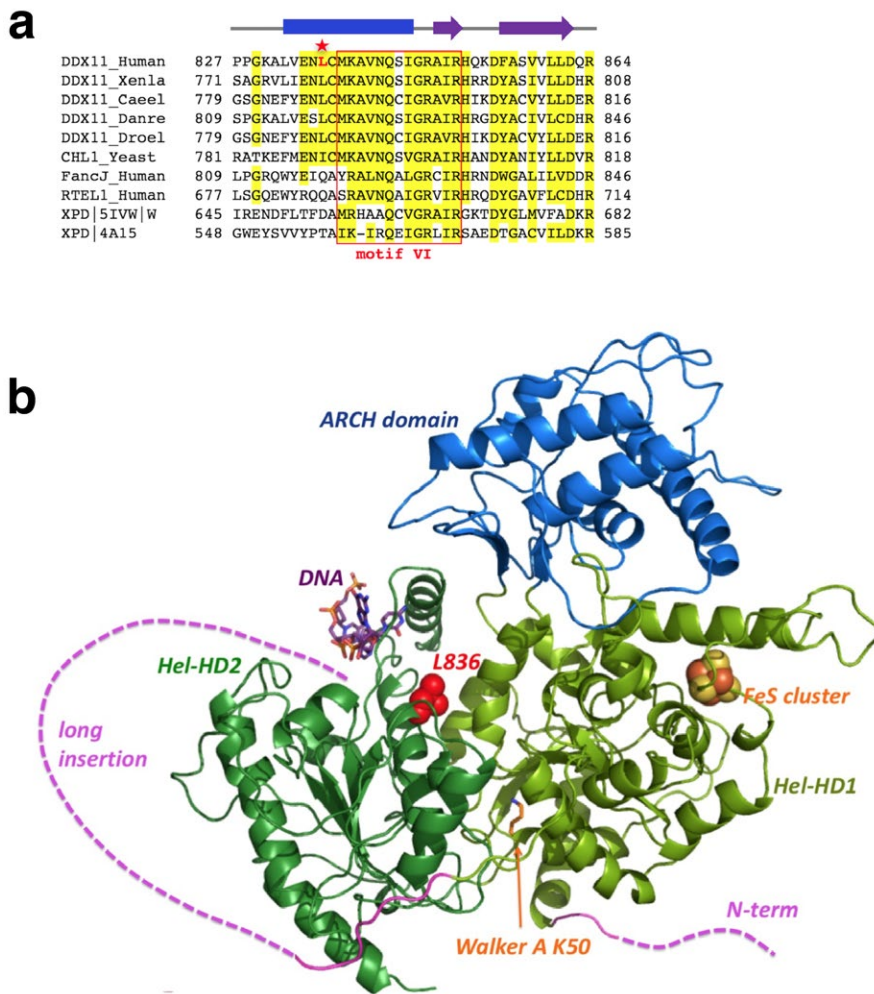 a
DDX11_Human 827 PPGKALVENLCMKAVNQSIGRAIRHQKDFASVVLLDQR 864
DDX11_Xenla 771 SAGRVLIENLCMKAVNQSIGRAIRHRRDYASVVLLDHR 808
DDX11_Caeel 779 GSGNEFYENLCMKAVNQCIGRAIRHRKDYACVYLLDER 816
DDX11_Danre 809 SPGKALVESLCMKAVNQSIGRAIRHRGDYACIVLCDHR 846
DDX11_Droel 779 GSGNEFYENLCMKAVNQSIGRAVRHIKDYACVYLLDER 816
CHL1_Yeast 781 RATKEFMENICMKAVNQSVGRAIRHANDYANIYLLDVR 818
FancJ_Human 809 LPGRQWYEIQAYRALNQALGRCIRHRNDWGALILVDDR 846
RTEL1_Human 677 LSGQEWYRQQASRAVNQAIGRVIRHRQDYGAVFLCDHR 714
XPD|5IVW|W 645 IRENDFLTFDAMRHAAQCVGRAIRGKTDYGLMVFADKR 682
XPD|4A15 548 GWEYSVVYPTAIK-IRQEIGRLIRSAEDTGACVILDKR 585
motif VI
b
ARCH domain
DNA
Hel-HD2
L836
FeS cluster
long
insertion
Hel-HD1
N-term
Walker A K50